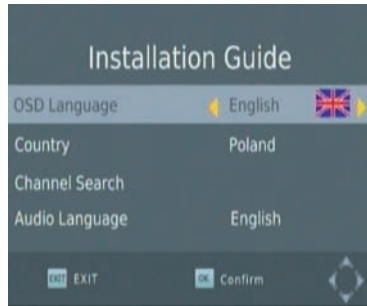 Installation Guide
OSD Language English
Country Poland
Channel Search
Audio Language English
EXIT EXIT OK Confirm